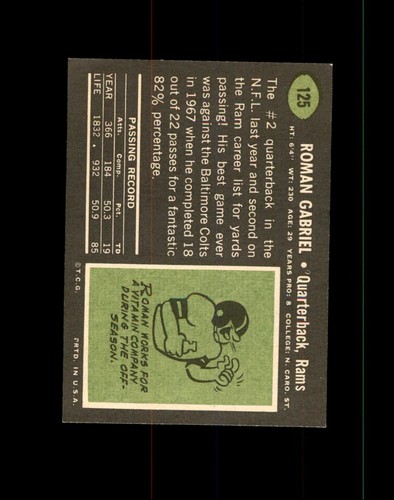 125
ROMAN GABRIEL • Quarterback, Rams
HT: 6'4" WT: 230 AGE: 29 YEARS PRO: 8 COLLEGE: N. CARO. ST.
The #2 quarterback in the
N.F.L. last year and second on
the Ram career list for yards
passing! His best game ever
was against the Baltimore Colts
in 1967 when he completed 18
out of 22 passes for a fantastic
82% percentage.
PASSING RECORD
Att. Comp. Pct. TD
YEAR 366 184 50.3 19
LIFE 1832 932 50.9 85
ROMAN WORKS FOR
A VITAMIN COMPANY
DURING THE OFF-
SEASON.
© T.C.G. PRTD. IN U.S.A.